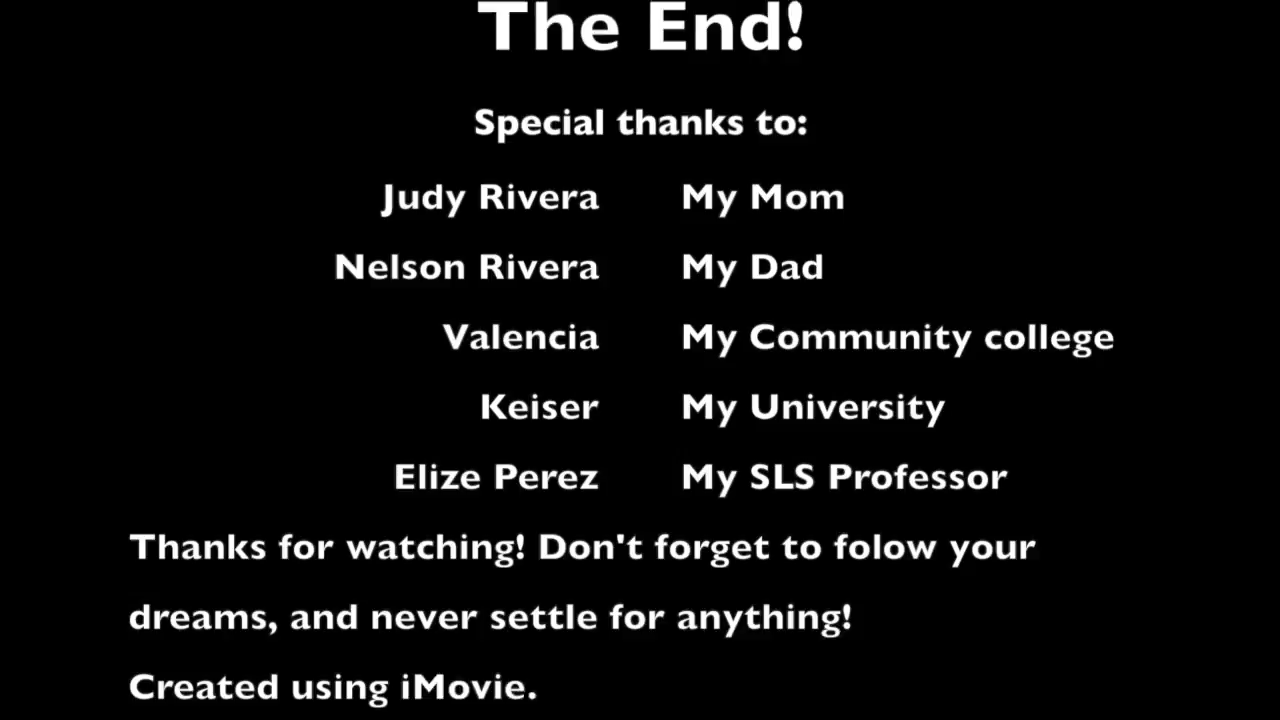 The End!
Special thanks to:
Judy Rivera My Mom
Nelson Rivera My Dad
Valencia My Community college
Keiser My University
Elize Perez My SLS Professor
Thanks for watching! Don't forget to folow your
dreams, and never settle for anything!
Created using iMovie.